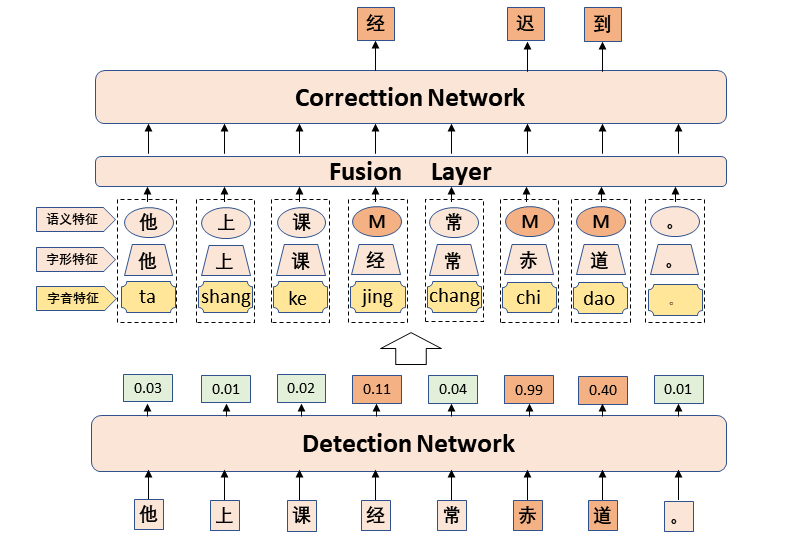 经 迟 到
Correcttion Network
Fusion Layer
语义特征 他 上 课 M 常 M M 。
字形特征 他 上 课 经 常 赤 道 。
字音特征 ta shang ke jing chang chi dao 。
0.03 0.01 0.02 0.11 0.04 0.99 0.40 0.01
Detection Network
他 上 课 经 常 赤 道 。